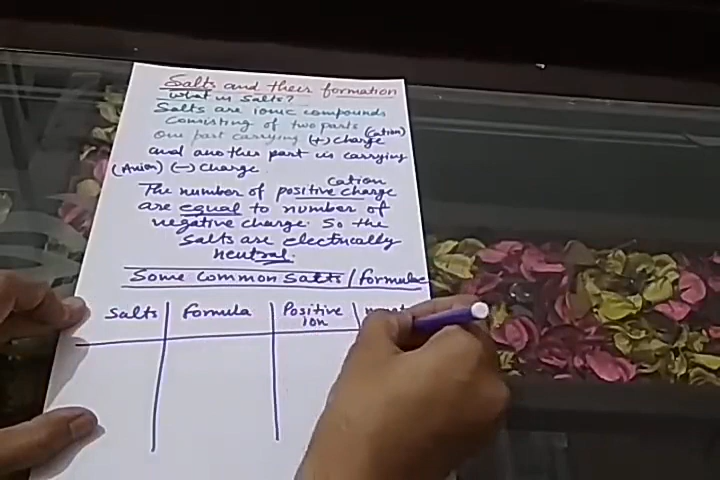 Salts and their formation
What is Salts?
Salts are ionic compounds
Consisting of two parts
One part carrying (+) charge (Cation)
and another part is carrying
(Anion) (-) charge.
cation
The number of positive charge
are equal to number of
negative charge. So the
salts are electrically
neutral.
Some Common Salts / formulae
Salts Formula Positive ion